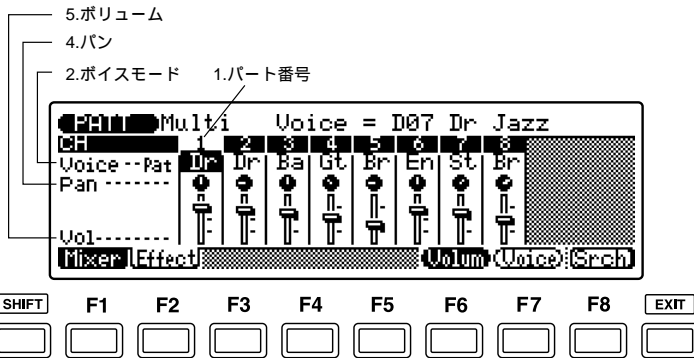 5.ボリューム
4.パン
2.ボイスモード 1.パート番号
PATT Multi Voice = D07 Dr Jazz
CH 1 2 3 4 5 6 7 8
Voice--Pat Dr Dr Ba Gt Br En St Br
Pan -------
Vol-------
Mixer Effect Volum (Voice) (Srch)
SHIFT F1 F2 F3 F4 F5 F6 F7 F8 EXIT